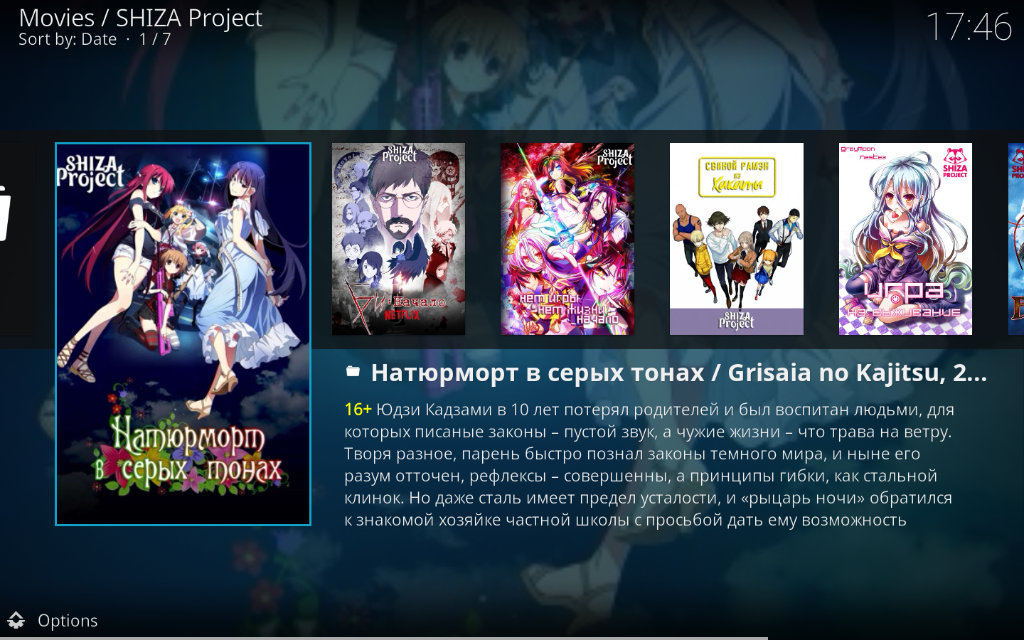 Movies / SHIZA Project
Sort by: Date · 1 / 7
17:46
SHIZA
Project
Натюрморт
в серых тонах
SHIZA
Project
Би: Начало
NETFLIX
SHIZA
Project
нет игры
нет жизни
начало
СВИНОЙ РАМЭН
из
Хакаты
SHIZA
Project
GreyMoon
SHIZA
PROJECT
игра
на выживание
Натюрморт в серых тонах / Grisaia no Kajitsu, 2...
16+ Юдзи Кадзами в 10 лет потерял родителей и был воспитан людьми, для
которых писаные законы – пустой звук, а чужие жизни – что трава на ветру.
Творя разное, парень быстро познал законы темного мира, и ныне его
разум отточен, рефлексы – совершенны, а принципы гибки, как стальной
клинок. Но даже сталь имеет предел усталости, и «рыцарь ночи» обратился
к знакомой хозяйке частной школы с просьбой дать ему возможность
Options